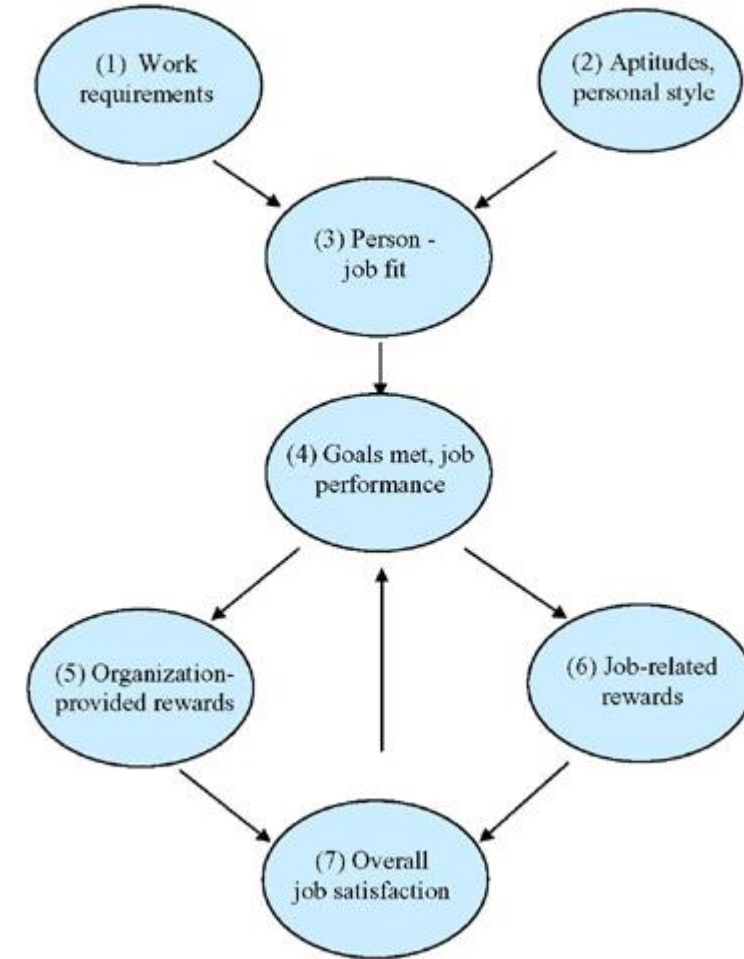 (1) Work
requirements
(2) Aptitudes,
personal style
(3) Person -
job fit
(4) Goals met, job
performance
(5) Organization-
provided rewards
(6) Job-related
rewards
(7) Overall
job satisfaction